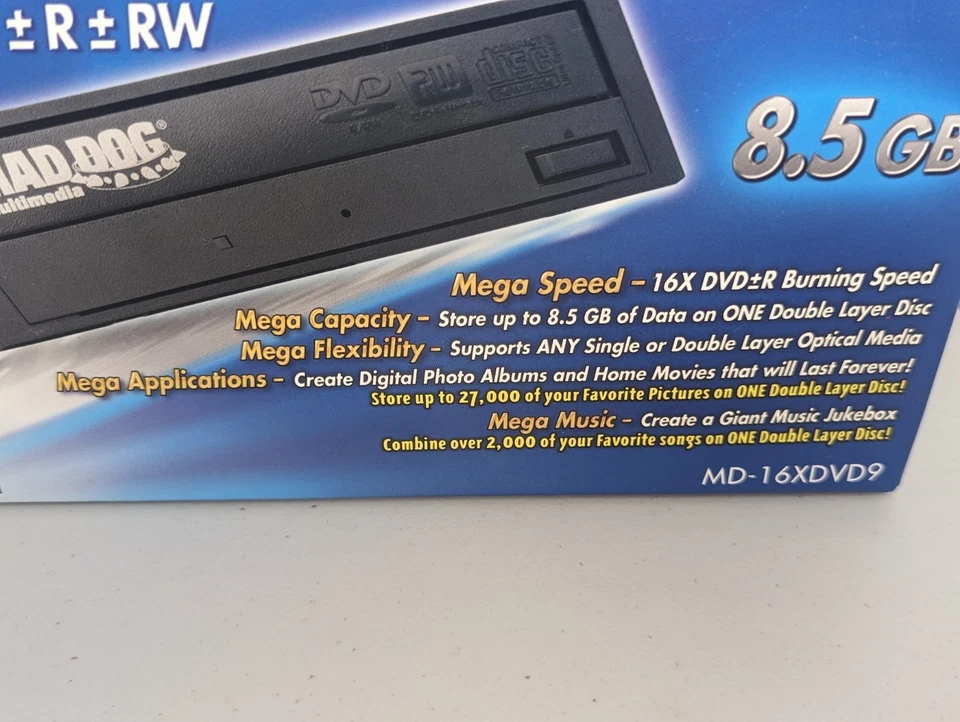 ±R±RW
DVD
RW
COMPACT
disc
MAD DOG®
multimedia
8.5 GB
Mega Speed – 16X DVD±R Burning Speed
Mega Capacity – Store up to 8.5 GB of Data on ONE Double Layer Disc
Mega Flexibility – Supports ANY Single or Double Layer Optical Media
Mega Applications – Create Digital Photo Albums and Home Movies that will Last Forever!
Store up to 27,000 of your Favorite Pictures on ONE Double Layer Disc!
Mega Music – Create a Giant Music Jukebox
Combine over 2,000 of your Favorite songs on ONE Double Layer Disc!
MD-16XDVD9